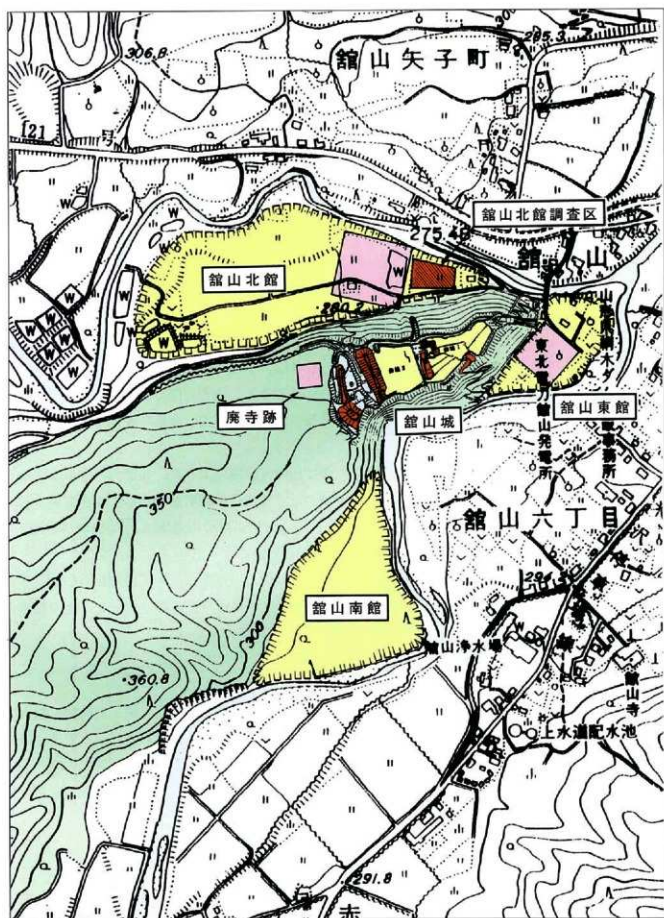 306.8
285.3
舘山矢子町
121
舘山北館調査区
275.4
舘山
舘山北館
W
280.2
廃寺跡
舘山城
舘山東館
東北電力舘山発電所
350
舘山六丁目
300
舘山南館
舘山浄水場
舘山寺
360.8
上水道配水池
291.8
赤